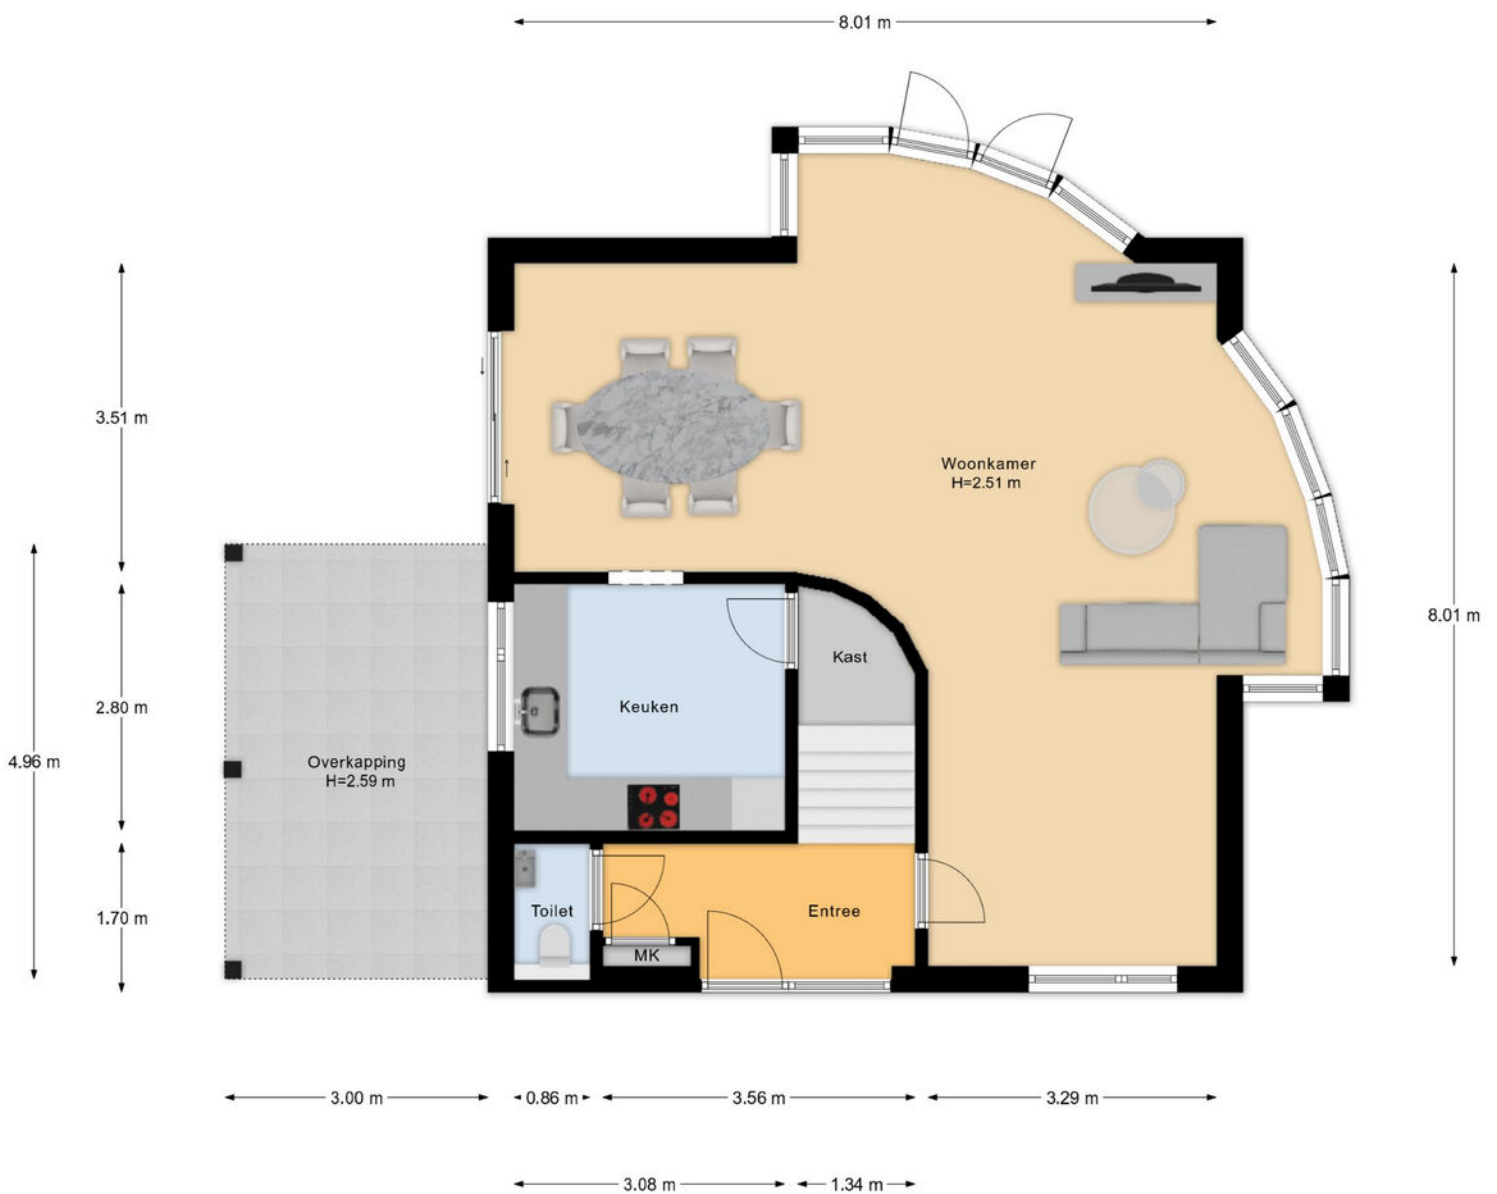 8.01 m
3.51 m
Woonkamer
H=2.51 m
8.01 m
Kast
2.80 m
Keuken
4.96 m
Overkapping
H=2.59 m
1.70 m
Toilet
Entree
MK
3.00 m
0.86 m
3.56 m
3.29 m
3.08 m
1.34 m